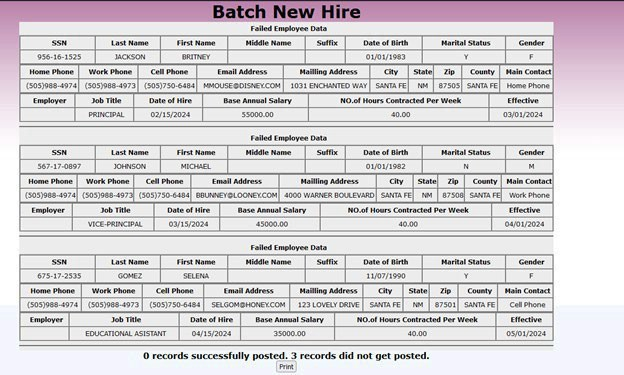 Batch New Hire
Failed Employee Data
SSN Last Name First Name Middle Name Suffix Date of Birth Marital Status Gender
956-16-1525 JACKSON BRITNEY 01/01/1983 Y F
Home Phone Work Phone Cell Phone Email Address Mailling Address City State Zip County Main Contact
(505)988-4974 (505)988-4973 (505)750-6484 MMOUSE@DISNEY.COM 1031 ENCHANTED WAY SANTA FE NM 87505 SANTA FE Home Phone
Employer Job Title Date of Hire Base Annual Salary NO.of Hours Contracted Per Week Effective
PRINCIPAL 02/15/2024 55000.00 40.00 03/01/2024
Failed Employee Data
SSN Last Name First Name Middle Name Suffix Date of Birth Marital Status Gender
567-17-0897 JOHNSON MICHAEL 01/01/1982 N M
Home Phone Work Phone Cell Phone Email Address Mailling Address City State Zip County Main Contact
(505)988-4974 (505)988-4973 (505)750-6484 BBUNNEY@LOONEY.COM 4000 WARNER BOULEVARD SANTA FE NM 87508 SANTA FE Work Phone
Employer Job Title Date of Hire Base Annual Salary NO.of Hours Contracted Per Week Effective
VICE-PRINCIPAL 03/15/2024 45000.00 40.00 04/01/2024
Failed Employee Data
SSN Last Name First Name Middle Name Suffix Date of Birth Marital Status Gender
675-17-2535 GOMEZ SELENA 11/07/1990 Y F
Home Phone Work Phone Cell Phone Email Address Mailling Address City State Zip County Main Contact
(505)988-4974 (505)988-4973 (505)750-6484 SELGOM@HONEY.COM 123 LOVELY DRIVE SANTA FE NM 87501 SANTA FE Cell Phone
Employer Job Title Date of Hire Base Annual Salary NO.of Hours Contracted Per Week Effective
EDUCATIONAL ASISTANT 04/15/2024 35000.00 40.00 05/01/2024
0 records successfully posted. 3 records did not get posted.
Print